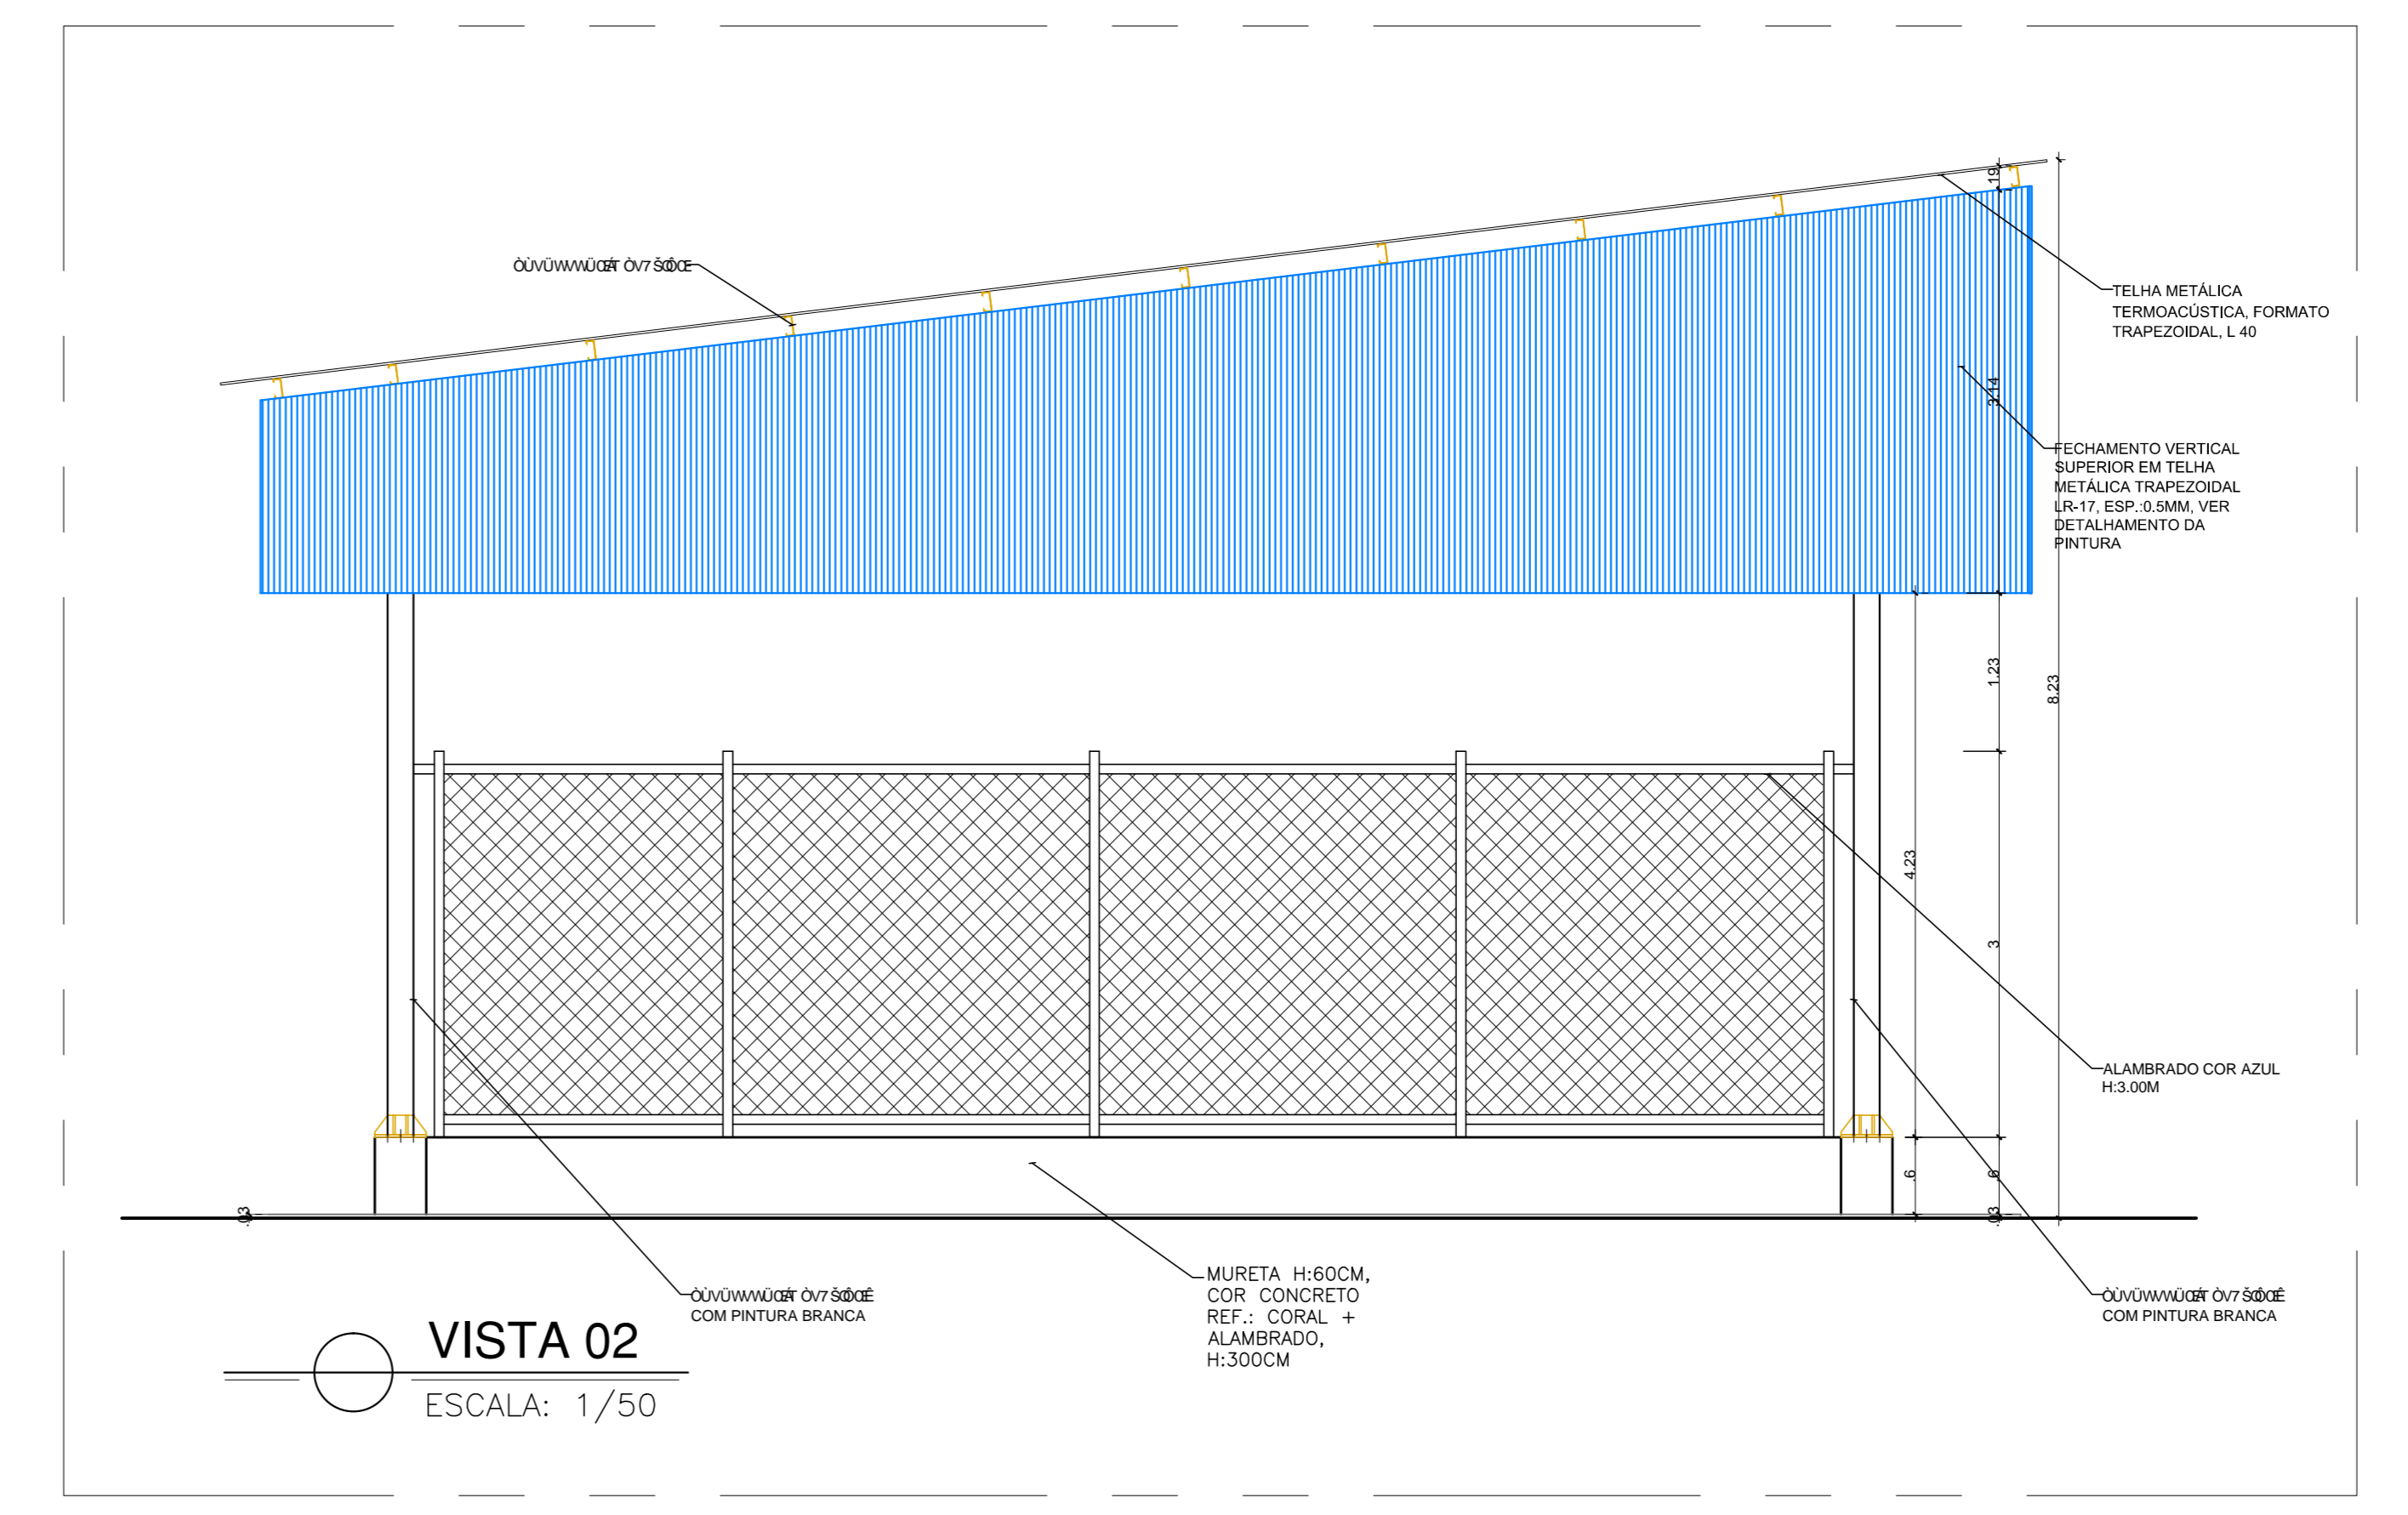 .19
TELHA METÁLICA
TERMOACÚSTICA, FORMATO
TRAPEZOIDAL, L 40
3.14
FECHAMENTO VERTICAL
SUPERIOR EM TELHA
METÁLICA TRAPEZOIDAL
LR-17, ESP.:0.5MM, VER
DETALHAMENTO DA
PINTURA
1.23
8.23
4.23
3
ALAMBRADO COR AZUL
H:3.00M
.6
.6
.03
.03
COM PINTURA BRANCA
MURETA H:60CM,
COR CONCRETO
REF.: CORAL +
ALAMBRADO,
H:300CM
COM PINTURA BRANCA
VISTA 02
ESCALA: 1/50